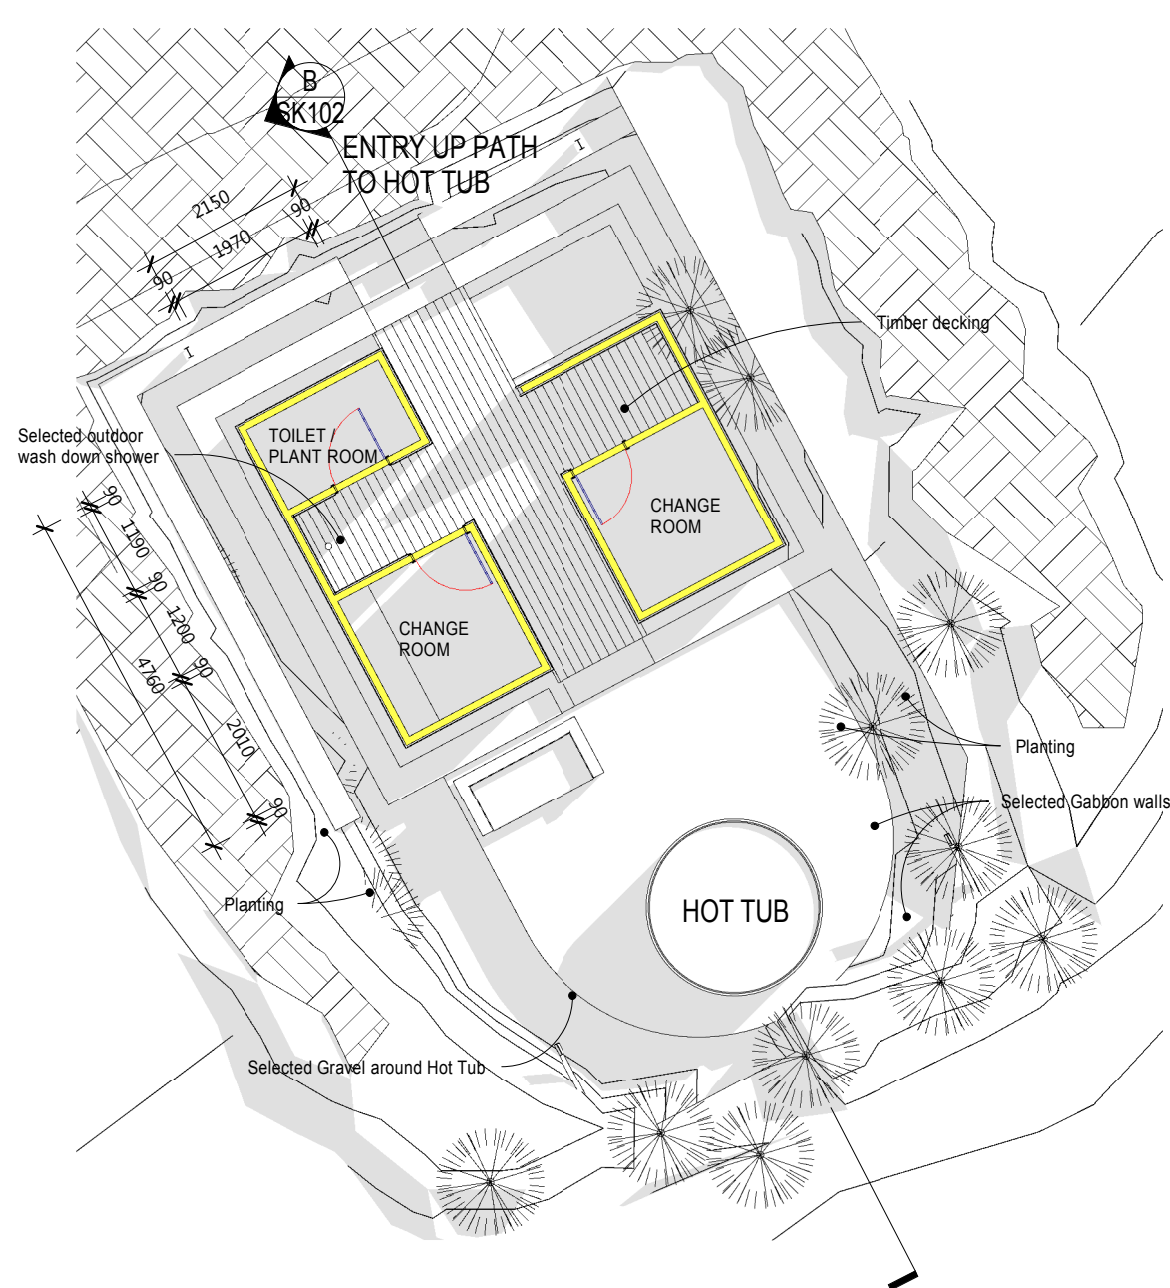 B
SK102
ENTRY UP PATH
TO HOT TUB
2150
90
1970
90
I
I
Timber decking
Selected outdoor
wash down shower
TOILET /
PLANT ROOM
CHANGE
ROOM
90
1190
90
1200
90
4760
2010
90
CHANGE
ROOM
Planting
Selected Gabbon walls
Planting
HOT TUB
Selected Gravel around Hot Tub